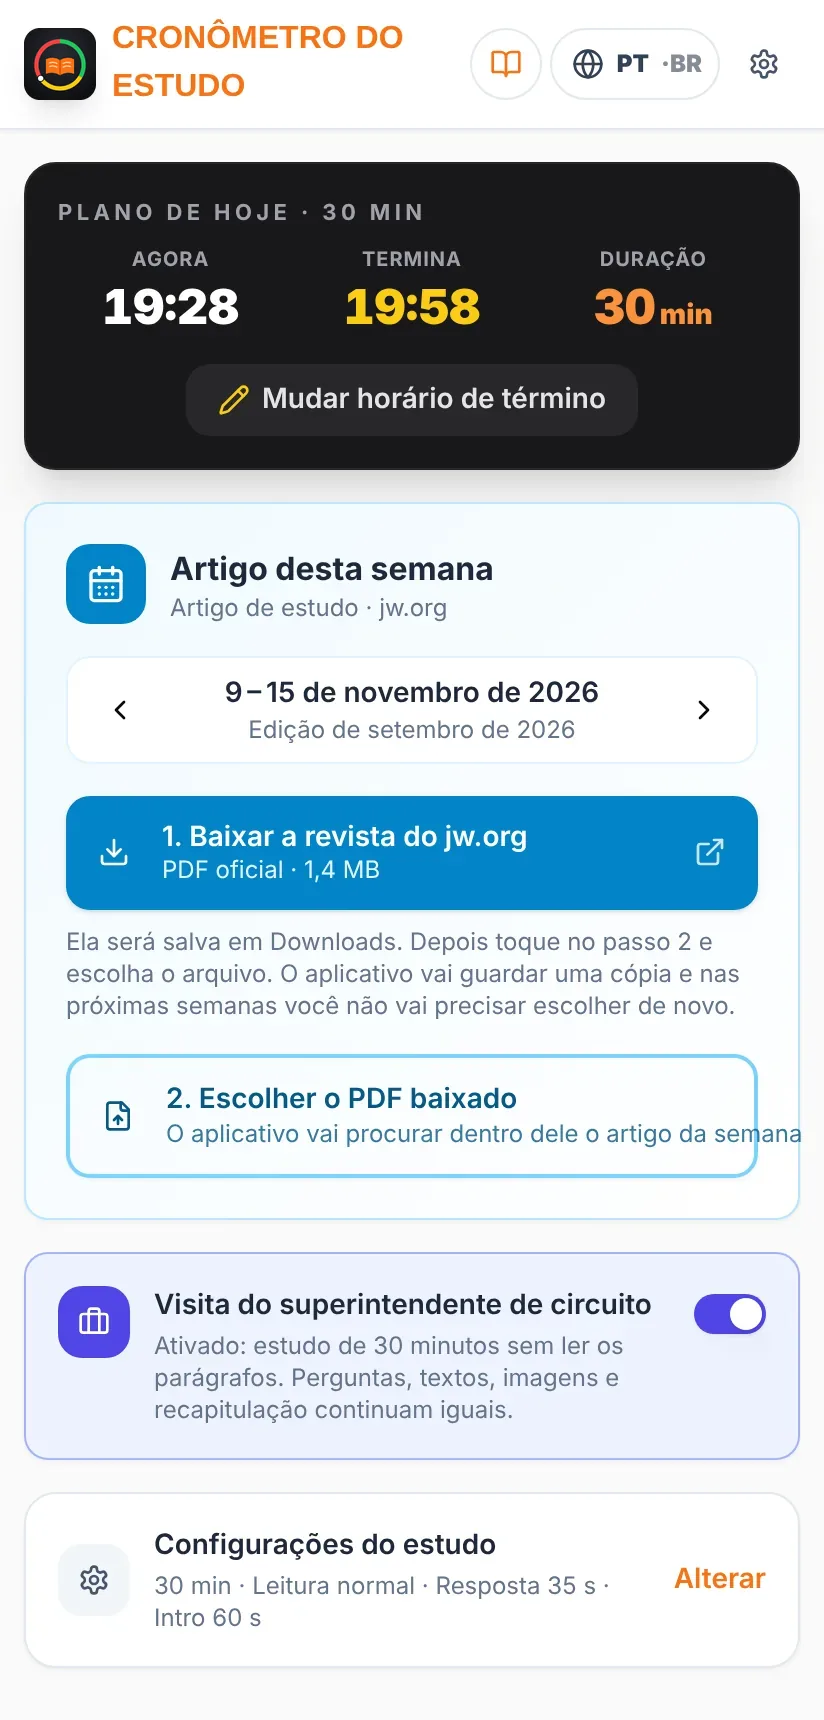 CRONÔMETRO DO
ESTUDO
PT ·BR
PLANO DE HOJE · 30 MIN
AGORA TERMINA DURAÇÃO
19:28 19:58 30 min
Mudar horário de término
Artigo desta semana
Artigo de estudo · jw.org
9–15 de novembro de 2026
Edição de setembro de 2026
1. Baixar a revista do jw.org
PDF oficial · 1,4 MB
Ela será salva em Downloads. Depois toque no passo 2 e
escolha o arquivo. O aplicativo vai guardar uma cópia e nas
próximas semanas você não vai precisar escolher de novo.
2. Escolher o PDF baixado
O aplicativo vai procurar dentro dele o artigo da semana
Visita do superintendente de circuito
Ativado: estudo de 30 minutos sem ler os
parágrafos. Perguntas, textos, imagens e
recapitulação continuam iguais.
Configurações do estudo
30 min · Leitura normal · Resposta 35 s ·
Intro 60 s
Alterar